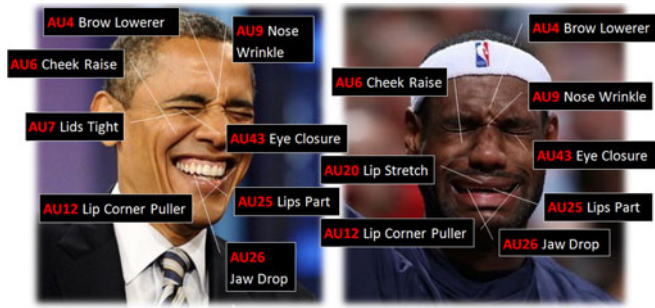 AU4 Brow Lowerer
AU9 Nose
Wrinkle
AU6 Cheek Raise
AU7 Lids Tight
AU43 Eye Closure
AU12 Lip Corner Puller
AU25 Lips Part
AU26
Jaw Drop
AU4 Brow Lowerer
AU6 Cheek Raise
AU9 Nose Wrinkle
AU43 Eye Closure
AU20 Lip Stretch
AU25 Lips Part
AU12 Lip Corner Puller
AU26 Jaw Drop